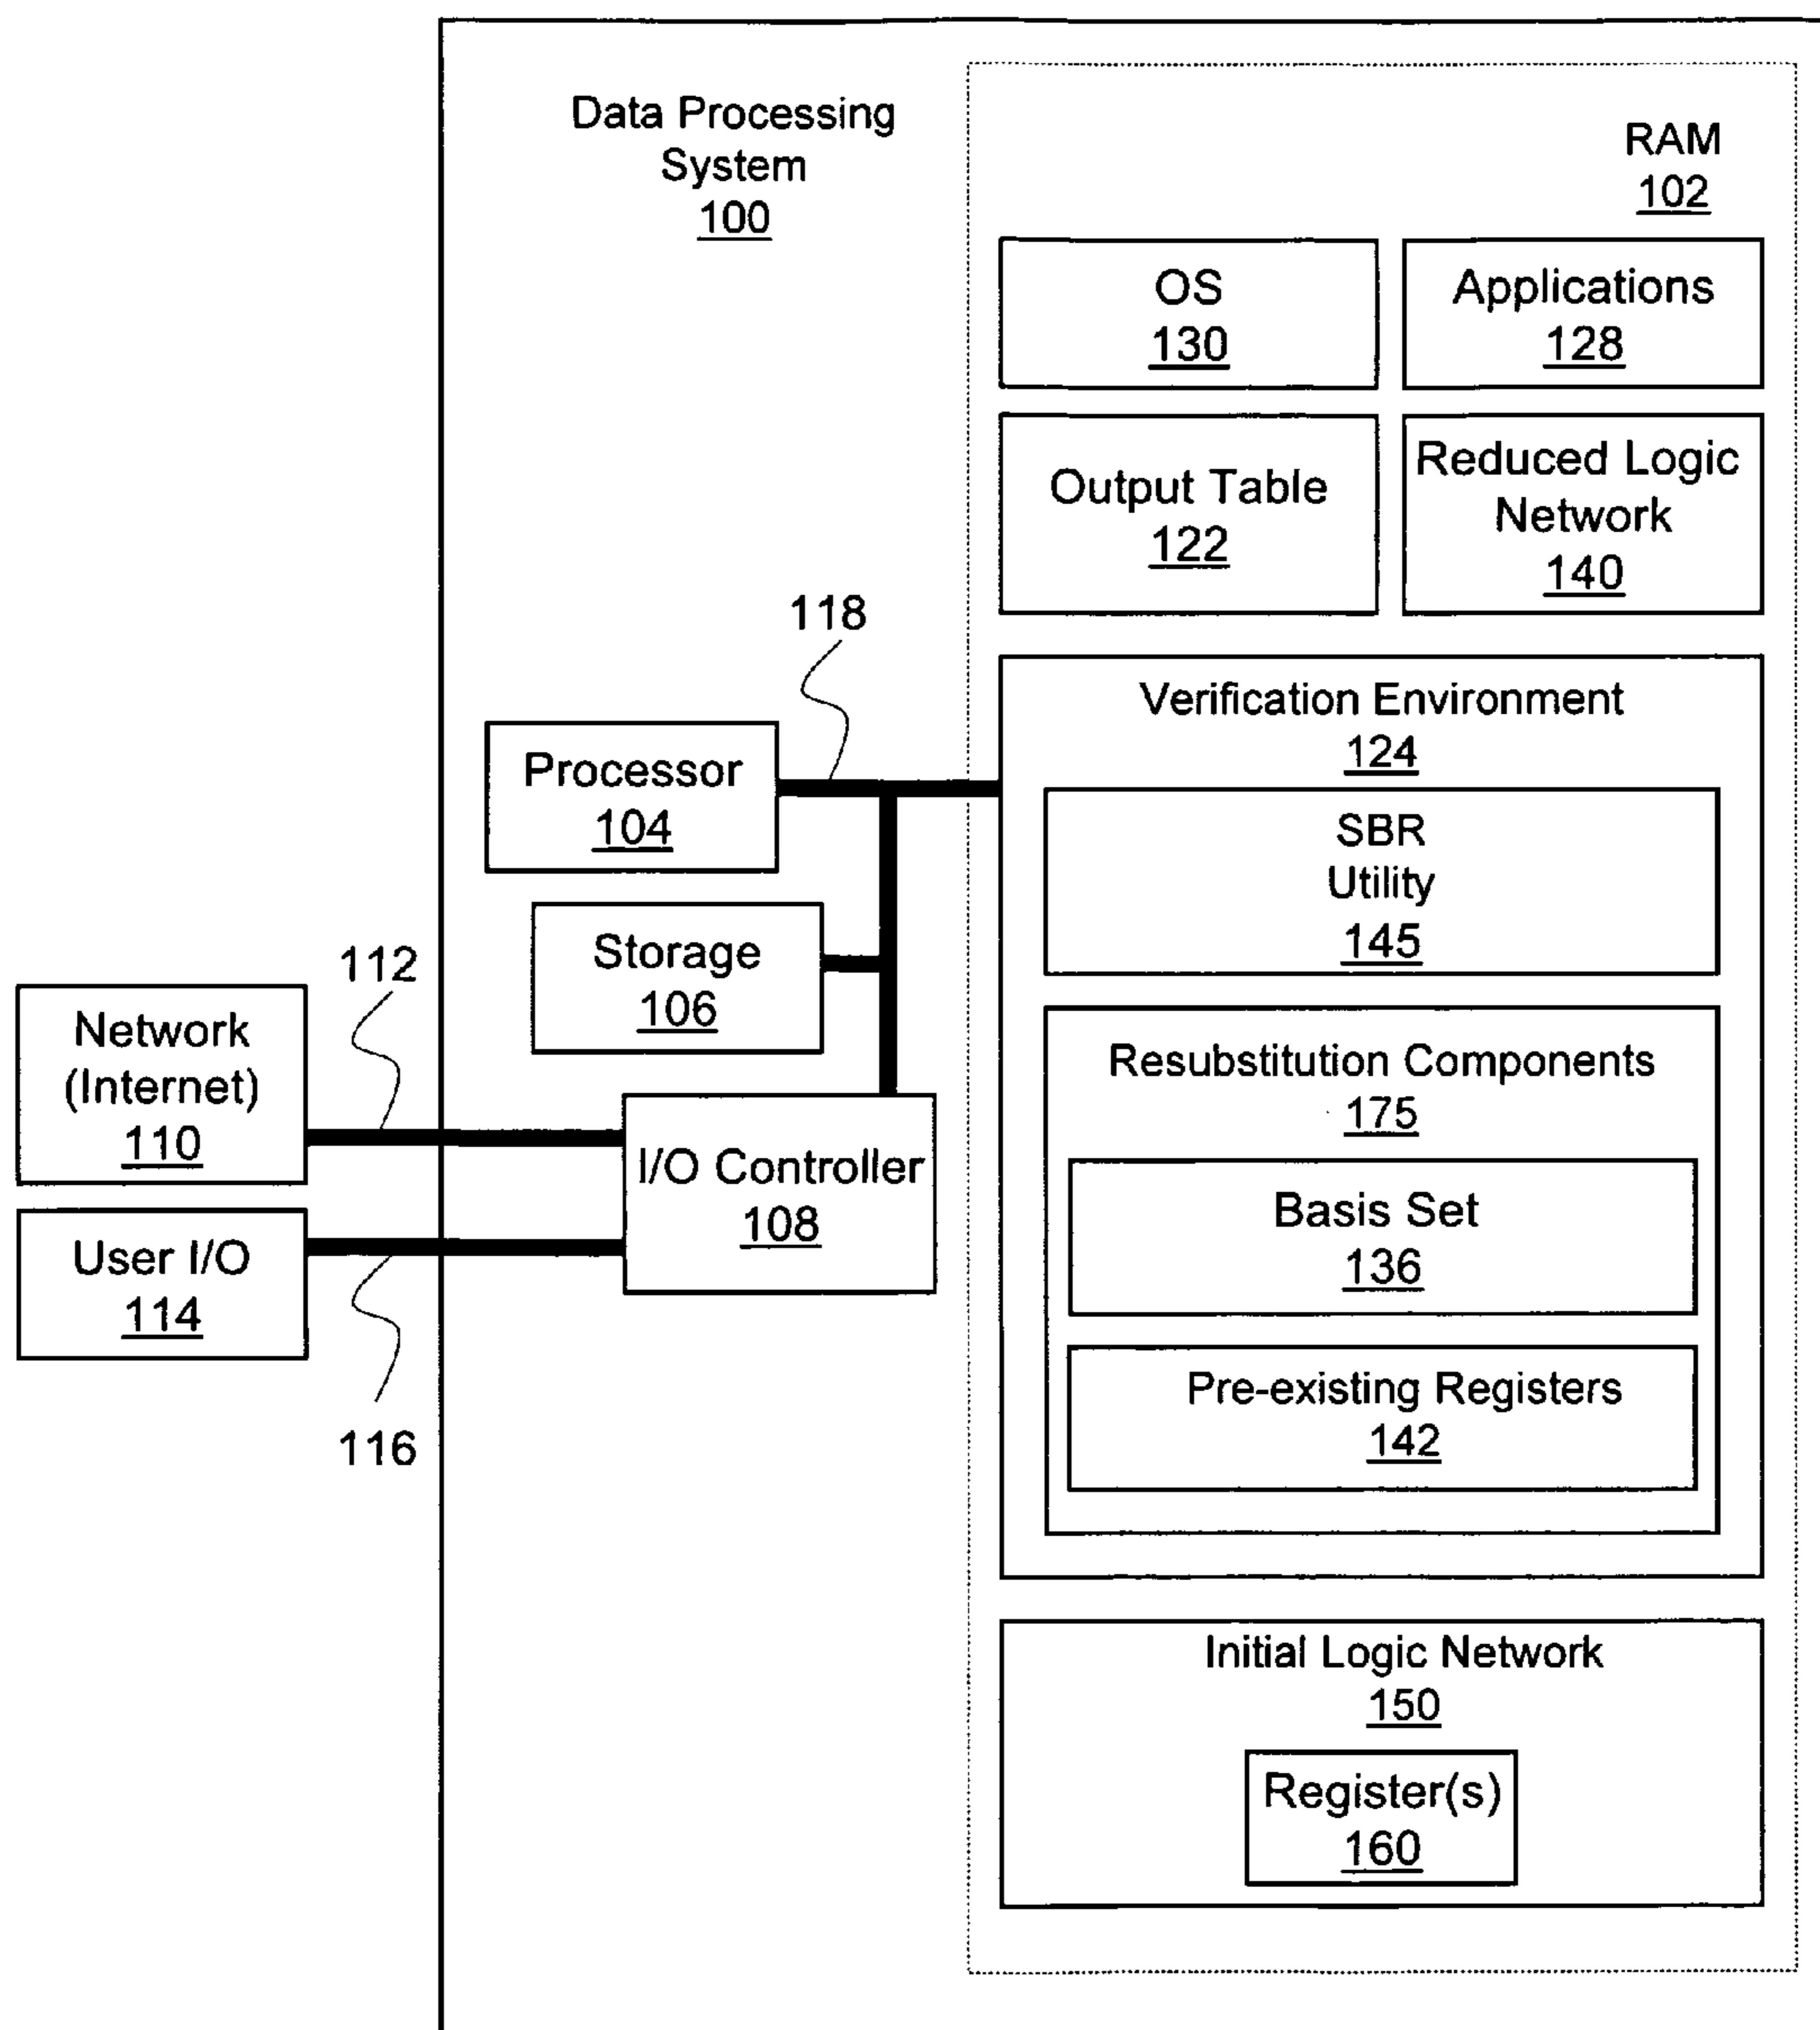 Data Processing
System
100
RAM
102
OS
130
Applications
128
Output Table
122
Reduced Logic
Network
140
118
Verification Environment
124
Processor
104
SBR
Utility
145
Storage
106
112
Network
(Internet)
110
Resubstitution Components
175
I/O Controller
108
Basis Set
136
User I/O
114
Pre-existing Registers
142
116
Initial Logic Network
150
Register(s)
160